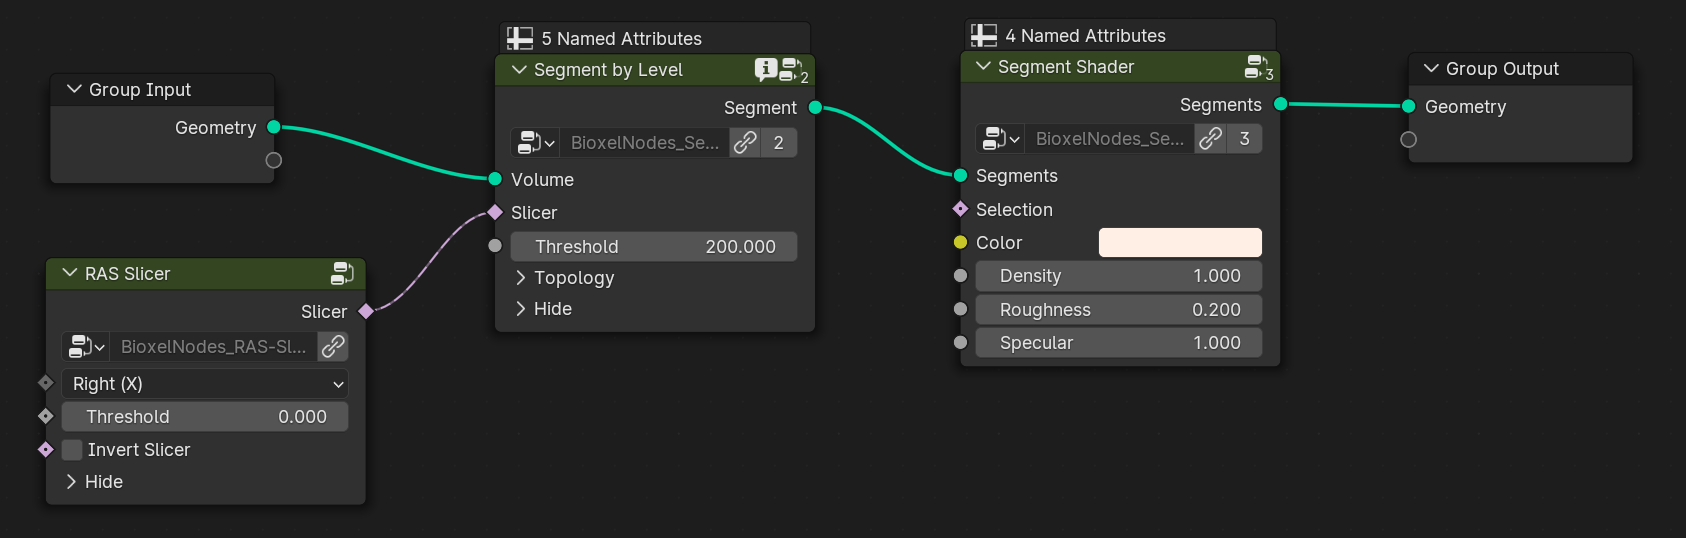 Group Input
Geometry
RAS Slicer
Slicer
BioxelNodes_RAS-Sl...
Right (X)
Threshold 0.000
Invert Slicer
Hide
5 Named Attributes
Segment by Level 2
Segment
BioxelNodes_Se... 2
Volume
Slicer
Threshold 200.000
Topology
Hide
4 Named Attributes
Segment Shader 3
Segments
BioxelNodes_Se... 3
Segments
Selection
Color
Density 1.000
Roughness 0.200
Specular 1.000
Group Output
Geometry